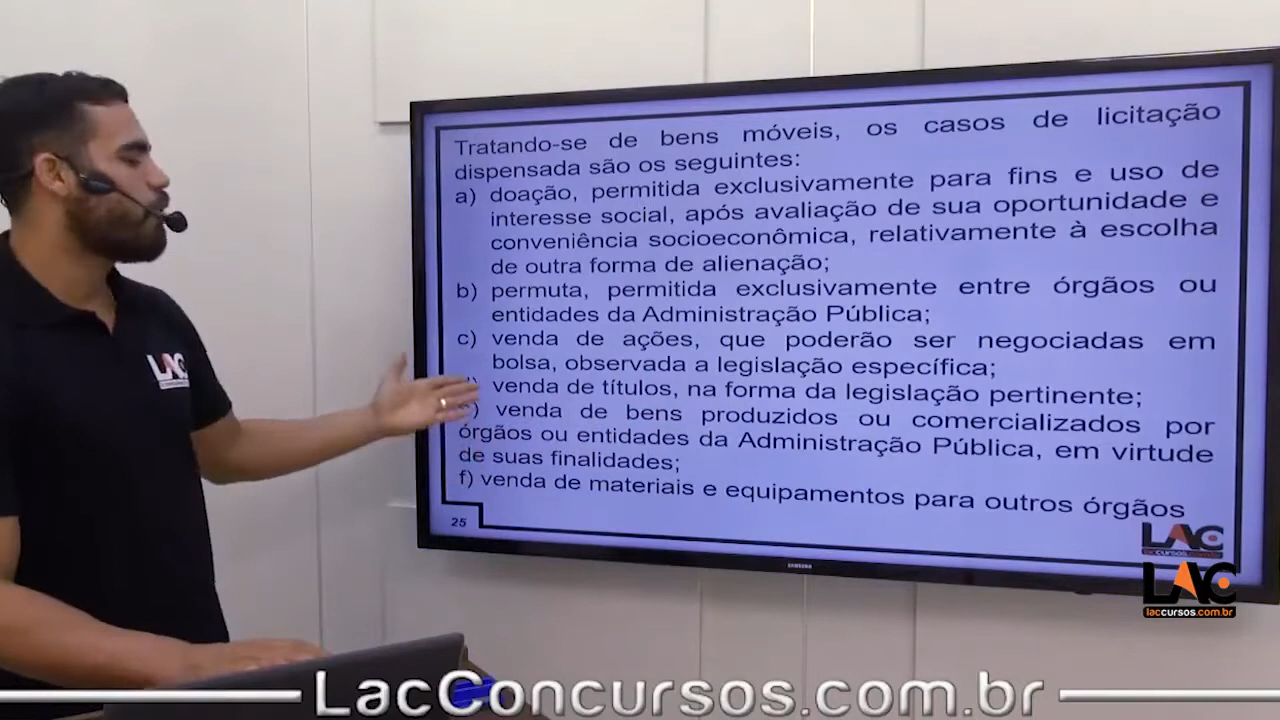 Tratando-se de bens móveis, os casos de licitação
dispensada são os seguintes:
a) doação, permitida exclusivamente para fins e uso de
interesse social, após avaliação de sua oportunidade e
conveniência socioeconômica, relativamente à escolha
de outra forma de alienação;
b) permuta, permitida exclusivamente entre órgãos ou
entidades da Administração Pública;
c) venda de ações, que poderão ser negociadas em
bolsa, observada a legislação específica;
venda de títulos, na forma da legislação pertinente;
) venda de bens produzidos ou comercializados por
órgãos ou entidades da Administração Pública, em virtude
de suas finalidades;
f) venda de materiais e equipamentos para outros órgãos
25
LAC
laccursos.com.br
SAMSUNG
LAC
laccursos.com.br
LAC
LacConcursos.com.br